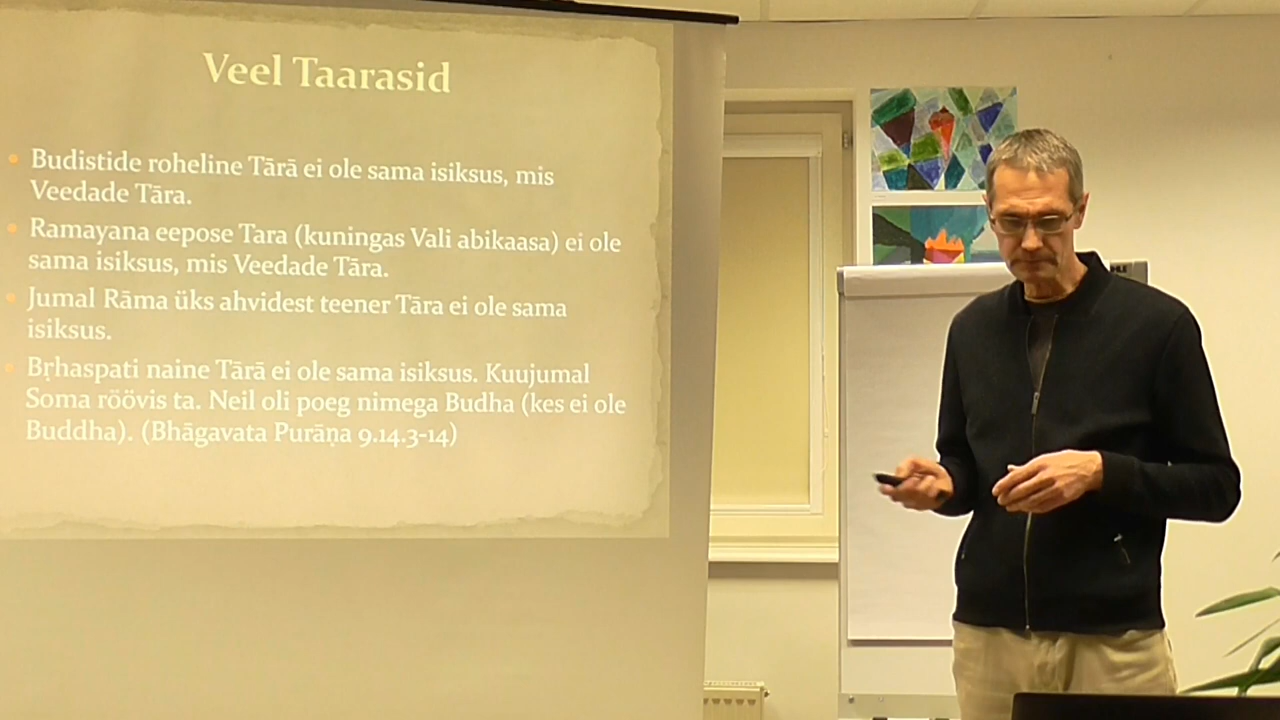 Veel Taarasid
Budistide roheline Tārā ei ole sama isiksus, mis
Veedade Tāra.
Ramayana eepose Tara (kuningas Vali abikaasa) ei ole
sama isiksus, mis Veedade Tāra.
Jumal Rāma üks ahvidest teener Tāra ei ole sama
isiksus.
Bṛhaspati naine Tārā ei ole sama isiksus. Kuujumal
Soma röövis ta. Neil oli poeg nimega Budha (kes ei ole
Buddha). (Bhāgavata Purāṇa 9.14.3-14)